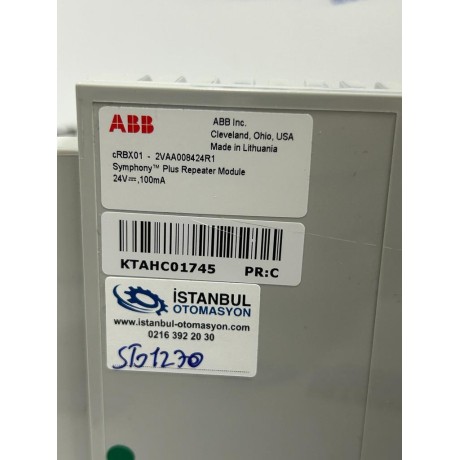 ABB
ABB Inc.
Cleveland, Ohio, USA
Made in Lithuania
cRBX01 - 2VAA008424R1
Symphony™ Plus Repeater Module
24V⎓,100mA
KTAHC01745 PR:C
İSTANBUL
OTOMASYON
www.istanbul-otomasyon.com
0216 392 20 30